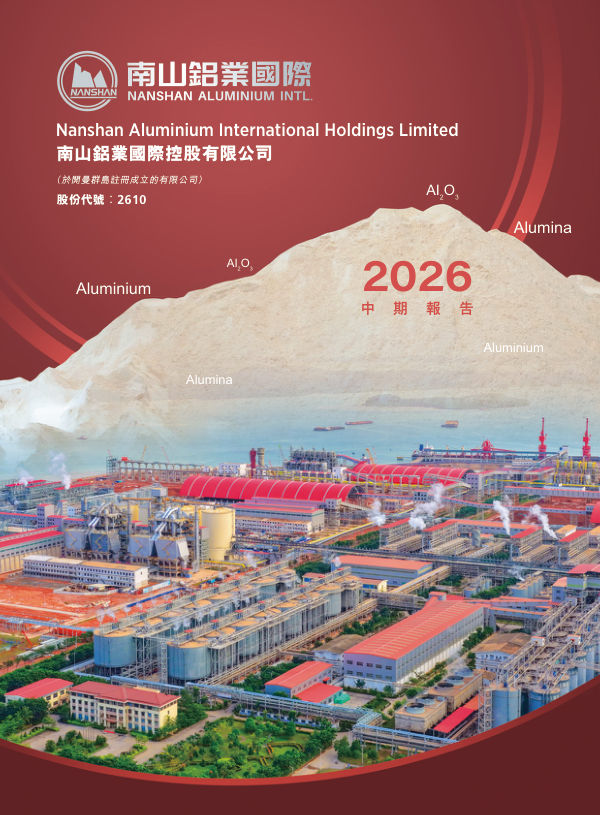 NANSHAN
南山鋁業國際
NANSHAN ALUMINIUM INTL.
Nanshan Aluminium International Holdings Limited
南山鋁業國際控股有限公司
(於開曼群島註冊成立的有限公司)
股份代號：2610
Al2O3
Alumina
Al2O3
Aluminium
2026
中期報告
Aluminium
Alumina